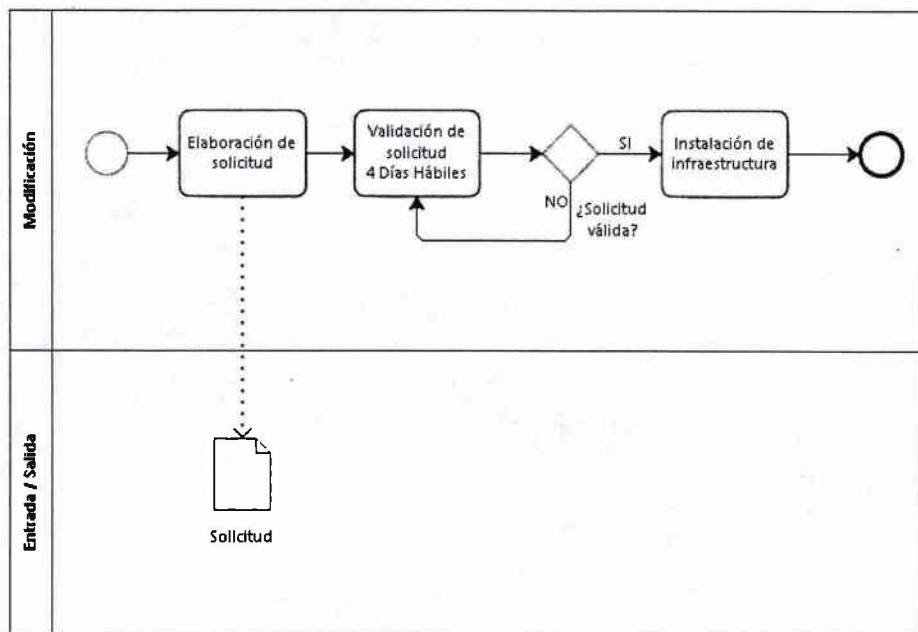 Modificación
Elaboración de
solicitud
Validación de
solicitud
4 Días Hábiles
SI
NO
¿Solicitud
válida?
Instalación de
infraestructura
Entrada / Salida
Solicitud